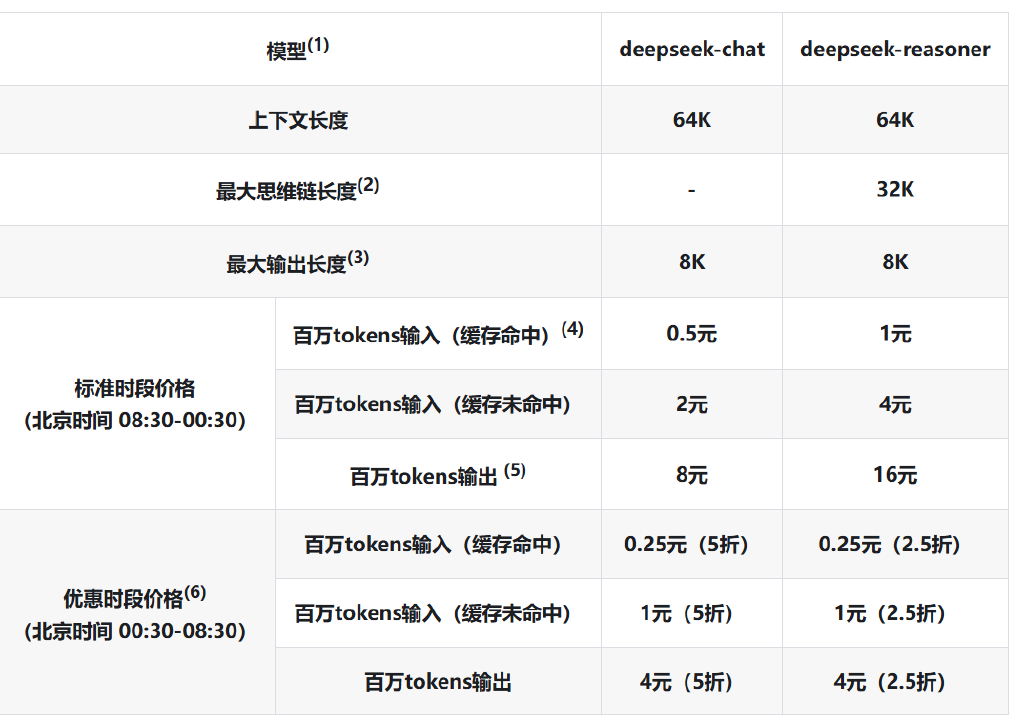 模型(1) deepseek-chat deepseek-reasoner
上下文长度 64K 64K
最大思维链长度(2) - 32K
最大输出长度(3) 8K 8K
标准时段价格
(北京时间 08:30-00:30)
百万tokens输入（缓存命中）(4) 0.5元 1元
百万tokens输入（缓存未命中） 2元 4元
百万tokens输出 (5) 8元 16元
优惠时段价格(6)
(北京时间 00:30-08:30)
百万tokens输入（缓存命中） 0.25元（5折） 0.25元（2.5折）
百万tokens输入（缓存未命中） 1元（5折） 1元（2.5折）
百万tokens输出 4元（5折） 4元（2.5折）